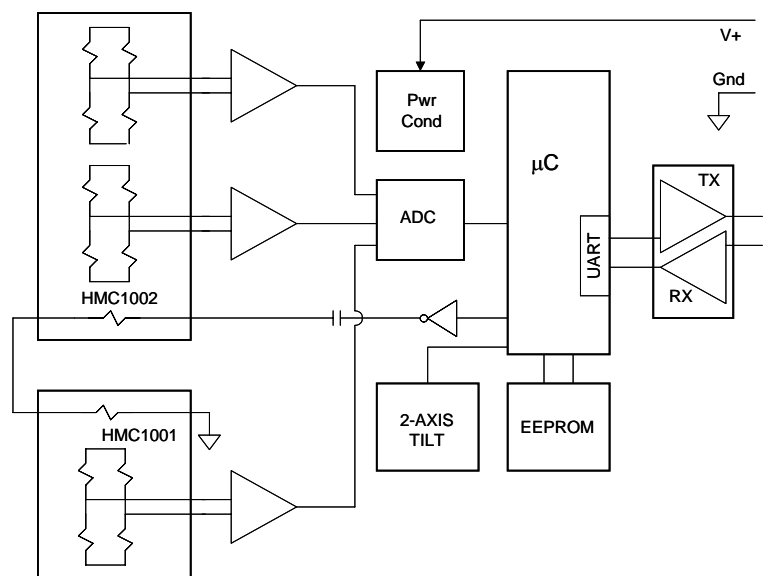 V+
Gnd
Pwr
Cond
μC
TX
ADC
UART
RX
HMC1002
HMC1001
2-AXIS
TILT
EEPROM